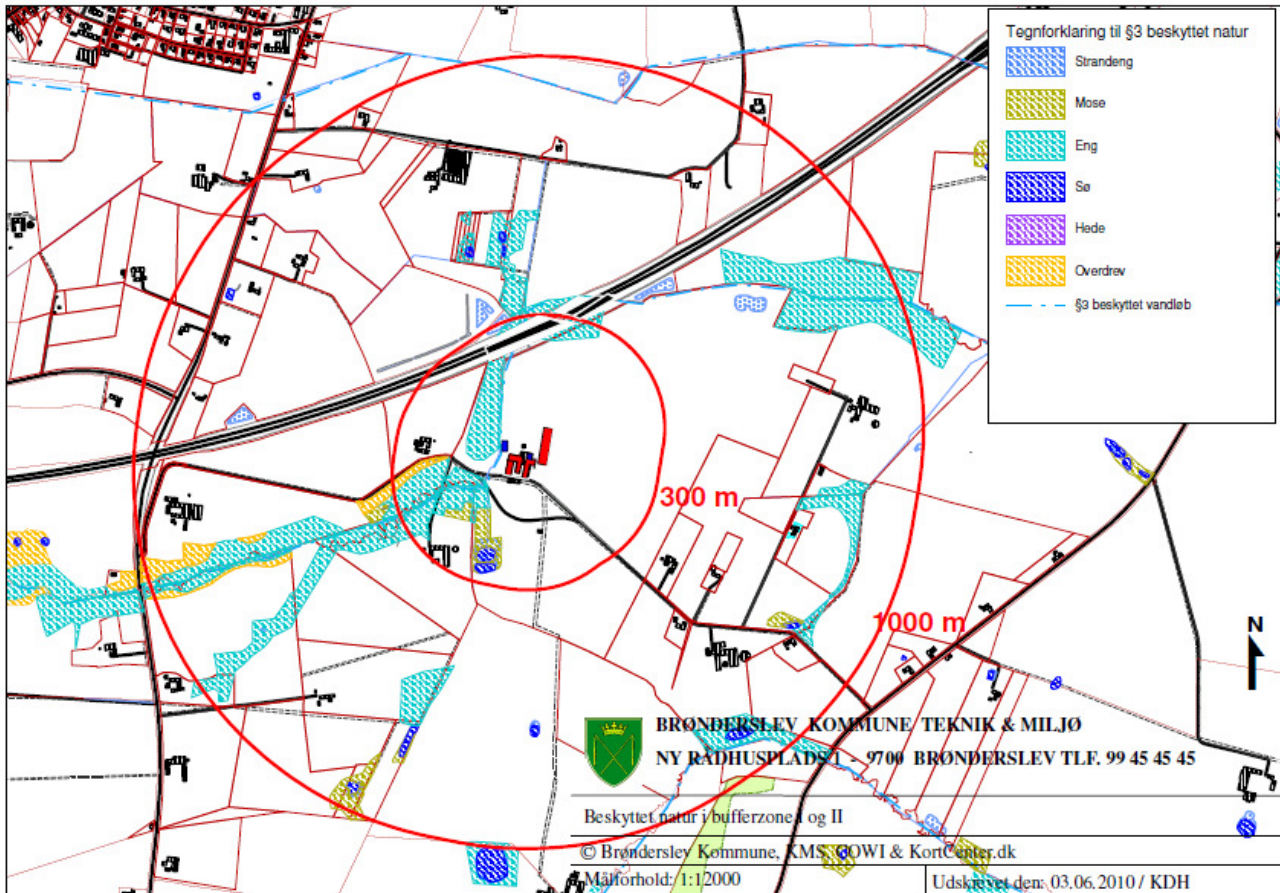 Tegnforklaring til §3 beskyttet natur
Strandeng
Mose
Eng
Sø
Hede
Overdrev
§3 beskyttet vandløb
300 m
1000 m
N
BRØNDERSLEV KOMMUNE TEKNIK & MILJØ
NY RÅDHUSPLADS 1 - 9700 BRØNDERSLEV TLF. 99 45 45 45
Beskyttet natur i bufferzone I og II
© Brønderslev Kommune, KMS, COWI & KortCenter.dk
Målforhold: 1:12000
Udskrevet den: 03.06.2010 / KDH